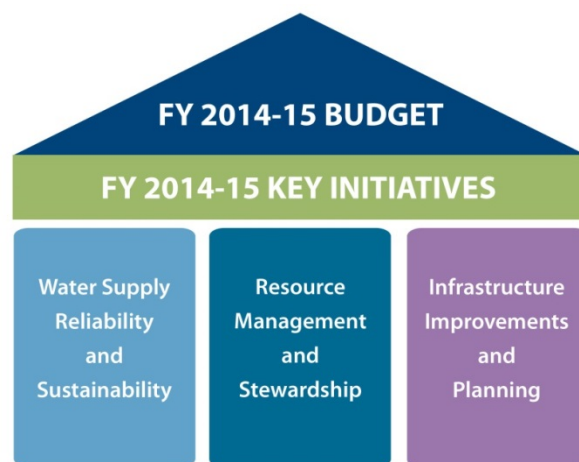 FY 2014-15 BUDGET
FY 2014-15 KEY INITIATIVES
Water Supply
Reliability
and
Sustainability
Resource
Management
and
Stewardship
Infrastructure
Improvements
and
Planning